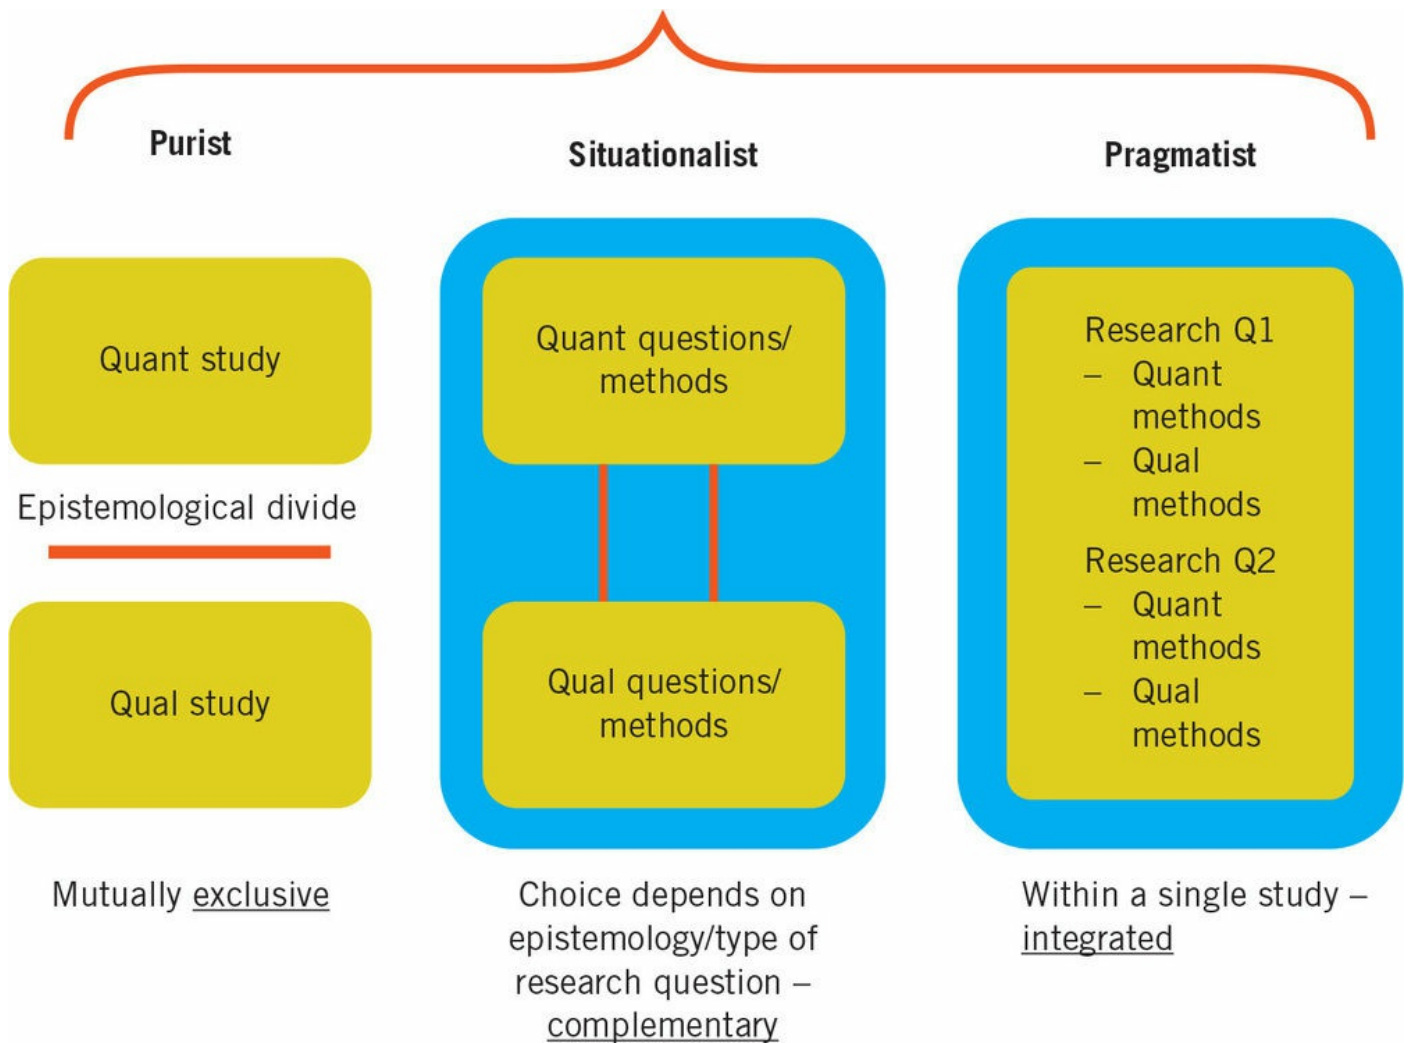 Purist
Quant study
Epistemological divide
Qual study
Mutually exclusive
Situationalist
Quant questions/
methods
Qual questions/
methods
Choice depends on
epistemology/type of
research question –
complementary
Pragmatist
Research Q1
– Quant
methods
– Qual
methods
Research Q2
– Quant
methods
– Qual
methods
Within a single study –
integrated